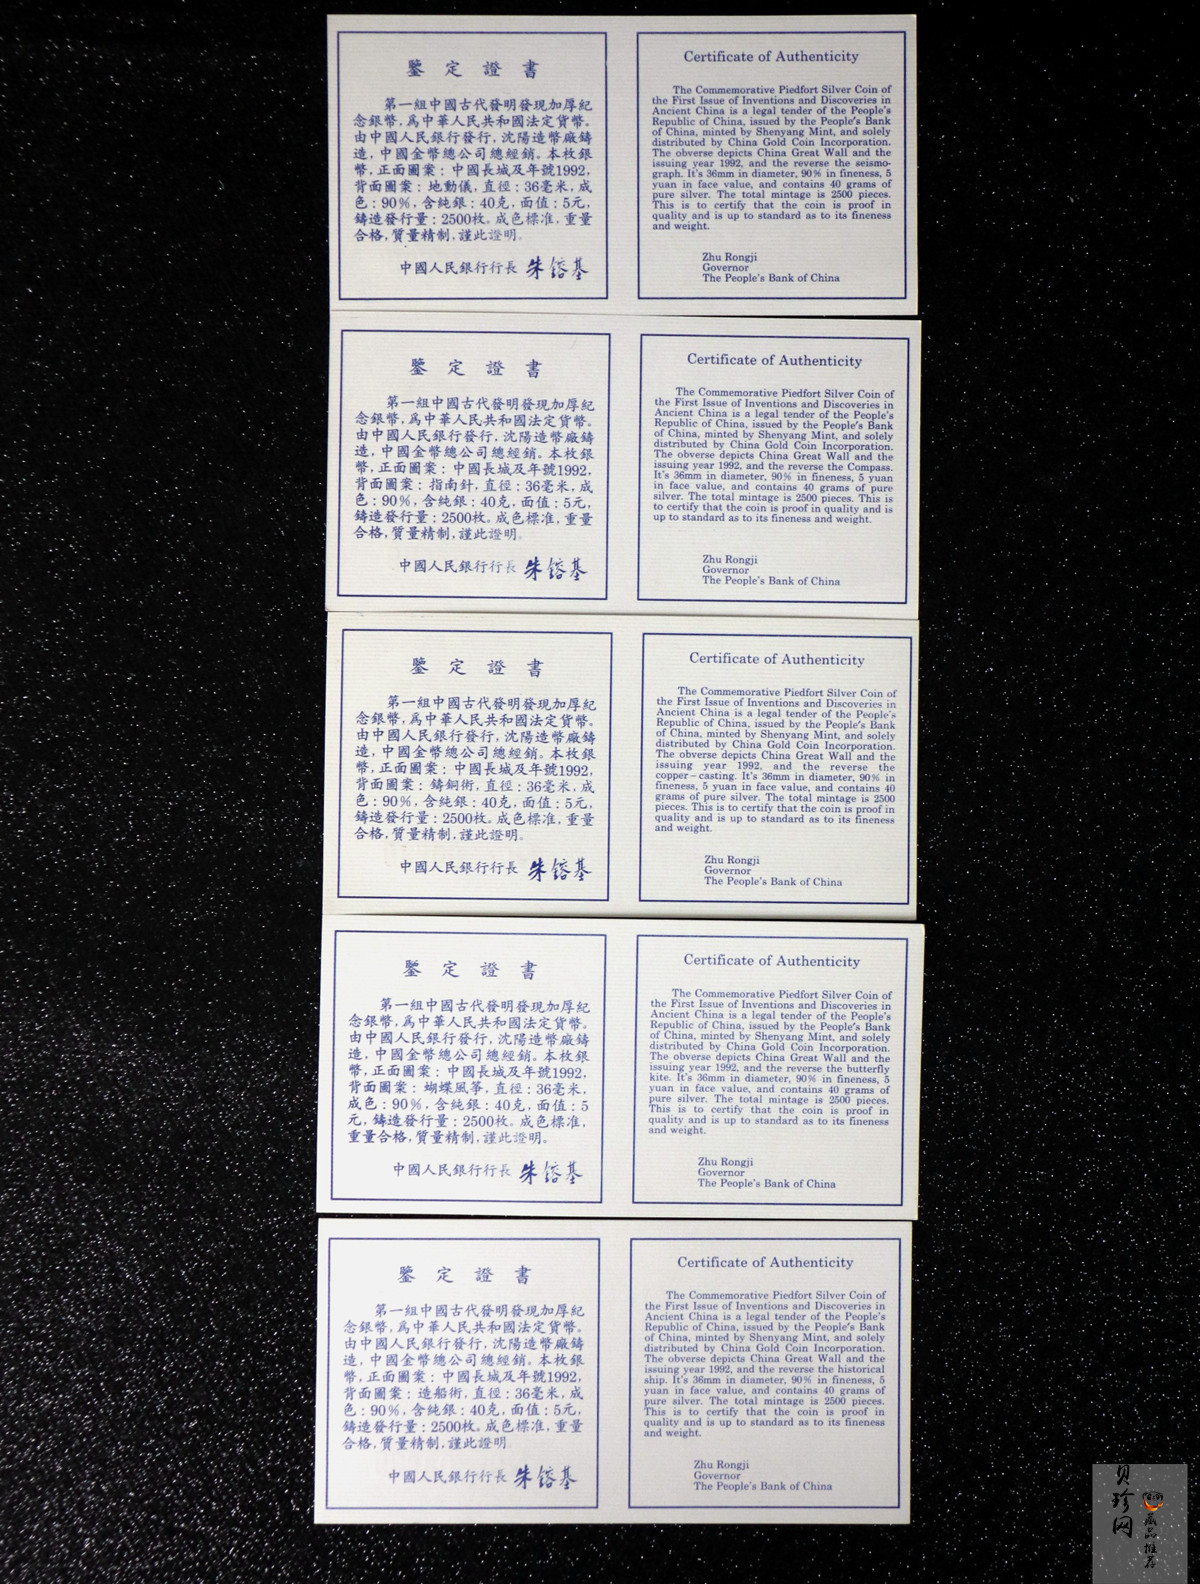 鑒定證書
第一組中國古代發明發現加厚紀
念銀幣，爲中華人民共和國法定貨幣。
由中國人民銀行發行，沈陽造幣廠鑄
造，中國金幣總公司總經銷。本枚銀
幣，正面圖案：中國長城及年號1992，
背面圖案：地動儀，直徑：36毫米，成
色：90%，含純銀：40克，面值：5元，
鑄造發行量：2500枚。成色標准，重量
合格，質量精制，謹此證明。
中國人民銀行行長 朱鎔基
Certificate of Authenticity
The Commemorative Piedfort Silver Coin of
the First Issue of Inventions and Discoveries in
Ancient China is a legal tender of the People's
Republic of China, issued by the People's Bank
of China, minted by Shenyang Mint, and solely
distributed by China Gold Coin Incorporation.
The obverse depicts China Great Wall and the
issuing year 1992, and the reverse the seismo-
graph. It's 36mm in diameter, 90% in fineness, 5
yuan in face value, and contains 40 grams of
pure silver. The total mintage is 2500 pieces.
This is to certify that the coin is proof in
quality and is up to standard as to its fineness
and weight.
Zhu Rongji
Governor
The People's Bank of China
鑒定證書
第一組中國古代發明發現加厚紀
念銀幣，爲中華人民共和國法定貨幣。
由中國人民銀行發行，沈陽造幣廠鑄
造，中國金幣總公司總經銷。本枚銀
幣，正面圖案：中國長城及年號1992，
背面圖案：指南針，直徑：36毫米，成
色：90%，含純銀：40克，面值：5元，
鑄造發行量：2500枚。成色標准，重量
合格，質量精制，謹此證明。
中國人民銀行行長 朱鎔基
Certificate of Authenticity
The Commemorative Piedfort Silver Coin of
the First Issue of Inventions and Discoveries in
Ancient China is a legal tender of the People's
Republic of China, issued by the People's Bank
of China, minted by Shenyang Mint, and solely
distributed by China Gold Coin Incorporation.
The obverse depicts China Great Wall and the
issuing year 1992, and the reverse the Compass.
It's 36mm in diameter, 90% in fineness, 5 yuan
in face value, and contains 40 grams of pure
silver. The total mintage is 2500 pieces. This is
to certify that the coin is proof in quality and is
up to standard as to its fineness and weight.
Zhu Rongji
Governor
The People's Bank of China
鑒定證書
第一組中國古代發明發現加厚紀
念銀幣，爲中華人民共和國法定貨幣。
由中國人民銀行發行，沈陽造幣廠鑄
造，中國金幣總公司總經銷。本枚銀
幣，正面圖案：中國長城及年號1992，
背面圖案：鑄銅術，直徑：36毫米，成
色：90%，含純銀：40克，面值：5元，
鑄造發行量：2500枚。成色標准，重量
合格，質量精制，謹此證明。
中國人民銀行行長 朱鎔基
Certificate of Authenticity
The Commemorative Piedfort Silver Coin of
the First Issue of Inventions and Discoveries in
Ancient China is a legal tender of the People's
Republic of China, issued by the People's Bank
of China, minted by Shenyang Mint, and solely
distributed by China Gold Coin Incorporation.
The obverse depicts China Great Wall and the
issuing year 1992, and the reverse the
copper-casting. It's 36mm in diameter, 90% in
fineness, 5 yuan in face value, and contains 40
grams of pure silver. The total mintage is 2500
pieces. This is to certify that the coin is proof in
quality and is up to standard as to its fineness
and weight.
Zhu Rongji
Governor
The People's Bank of China
鑒定證書
第一組中國古代發明發現加厚紀
念銀幣，爲中華人民共和國法定貨幣。
由中國人民銀行發行，沈陽造幣廠鑄
造，中國金幣總公司總經銷。本枚銀
幣，正面圖案：中國長城及年號1992，
背面圖案：蝴蝶風箏，直徑：36毫米，
成色：90%，含純銀：40克，面值：5
元，鑄造發行量：2500枚。成色標准，
重量合格，質量精制，謹此證明。
中國人民銀行行長 朱鎔基
Certificate of Authenticity
The Commemorative Piedfort Silver Coin of
the First Issue of Inventions and Discoveries in
Ancient China is a legal tender of the People's
Republic of China, issued by the People's Bank
of China, minted by Shenyang Mint, and solely
distributed by China Gold Coin Incorporation.
The obverse depicts China Great Wall and the
issuing year 1992, and the reverse the butterfly
kite. It's 36mm in diameter, 90% in fineness, 5
yuan in face value, and contains 40 grams of
pure silver. The total mintage is 2500 pieces.
This is to certify that the coin is proof in
quality and is up to standard as to its fineness
and weight.
Zhu Rongji
Governor
The People's Bank of China
鑒定證書
第一組中國古代發明發現加厚紀
念銀幣，爲中華人民共和國法定貨幣。
由中國人民銀行發行，沈陽造幣廠鑄
造，中國金幣總公司總經銷。本枚銀
幣，正面圖案：中國長城及年號1992，
背面圖案：造船術，直徑：36毫米，成
色：90%，含純銀：40克，面值：5元，
鑄造發行量：2500枚。成色標准，重量
合格，質量精制，謹此證明
中國人民銀行行長 朱鎔基
Certificate of Authenticity
The Commemorative Piedfort Silver Coin of
the First Issue of Inventions and Discoveries in
Ancient China is a legal tender of the People's
Republic of China, issued by the People's Bank
of China, minted by Shenyang Mint, and solely
distributed by China Gold Coin Incorporation.
The obverse depicts China Great Wall and the
issuing year 1992, and the reverse the historical
ship. It's 36mm in diameter, 90% in fineness, 5
yuan in face value, and contains 40 grams of
pure silver. The total mintage is 2500 pieces.
This is to certify that the coin is proof in
quality and is up to standard as to its fineness
and weight.
Zhu Rongji
Governor
The People's Bank of China
贝珍网
藏品推荐